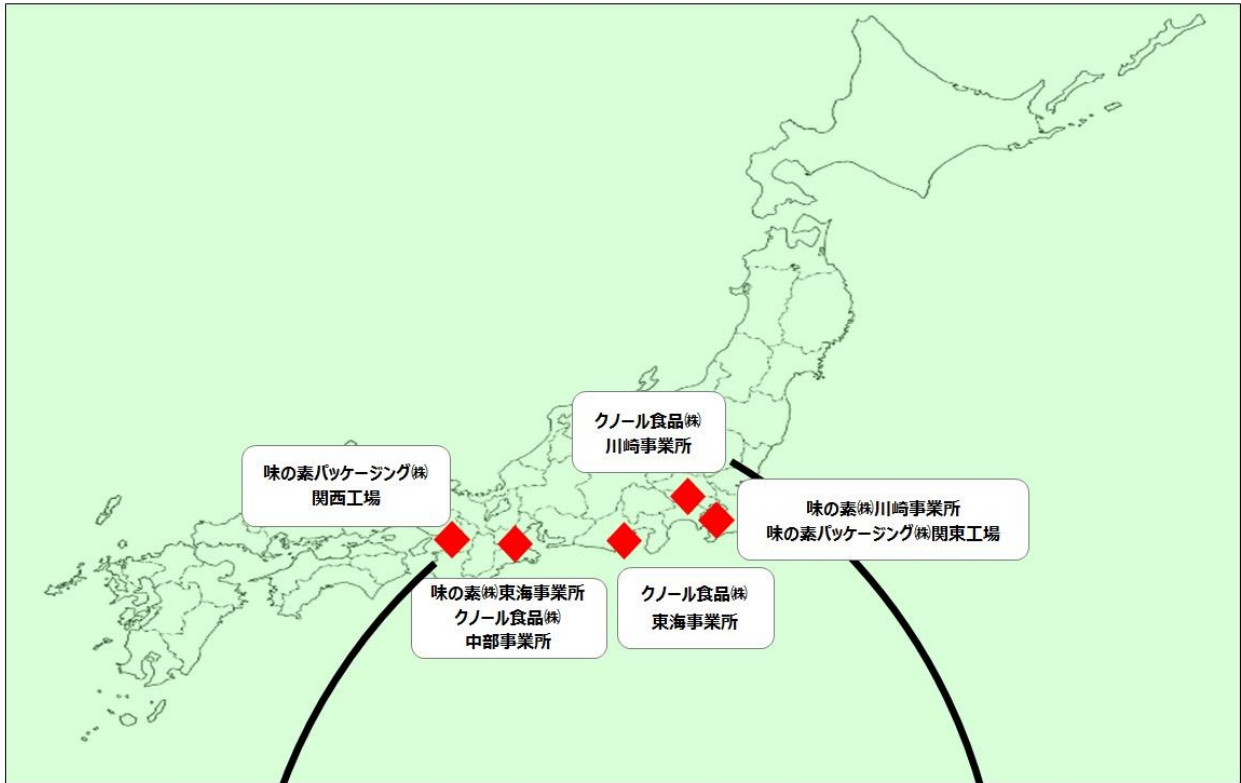 クノール食品㈱
川崎事業所
味の素パッケージング㈱
関西工場
味の素㈱川崎事業所
味の素パッケージング㈱関東工場
味の素㈱東海事業所
クノール食品㈱
中部事業所
クノール食品㈱
東海事業所